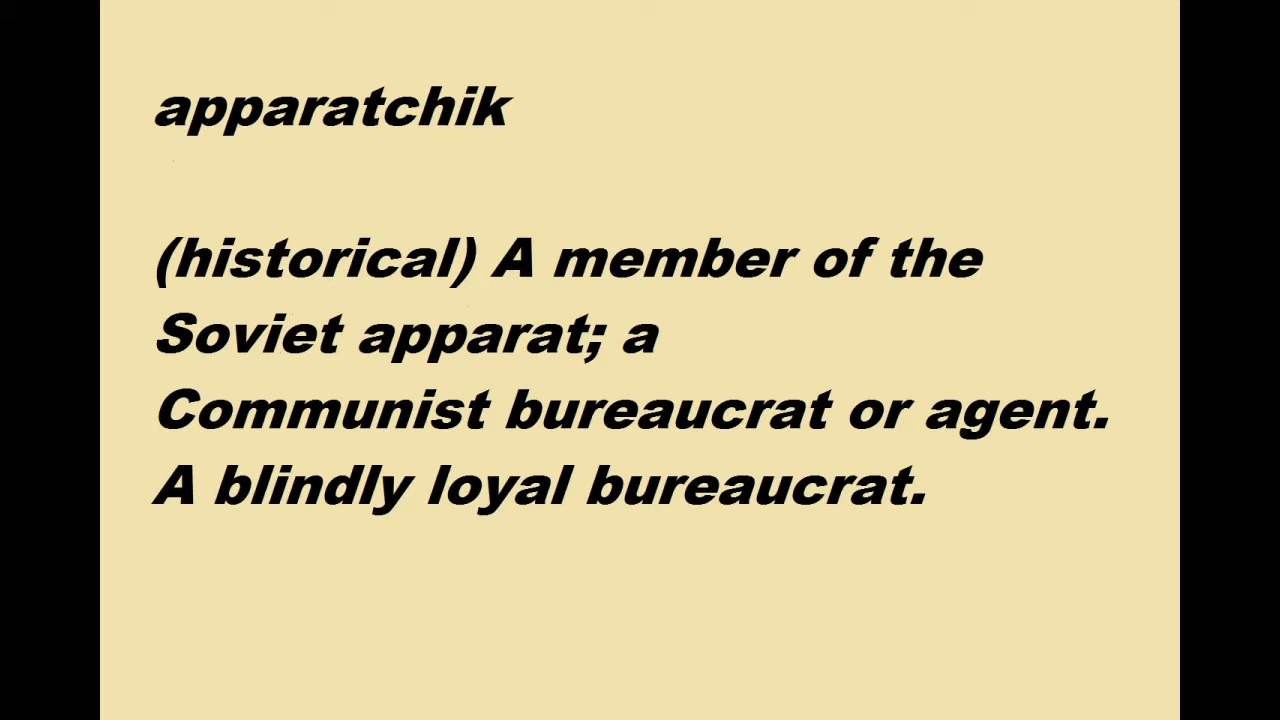 apparatchik
(historical) A member of the
Soviet apparat; a
Communist bureaucrat or agent.
A blindly loyal bureaucrat.